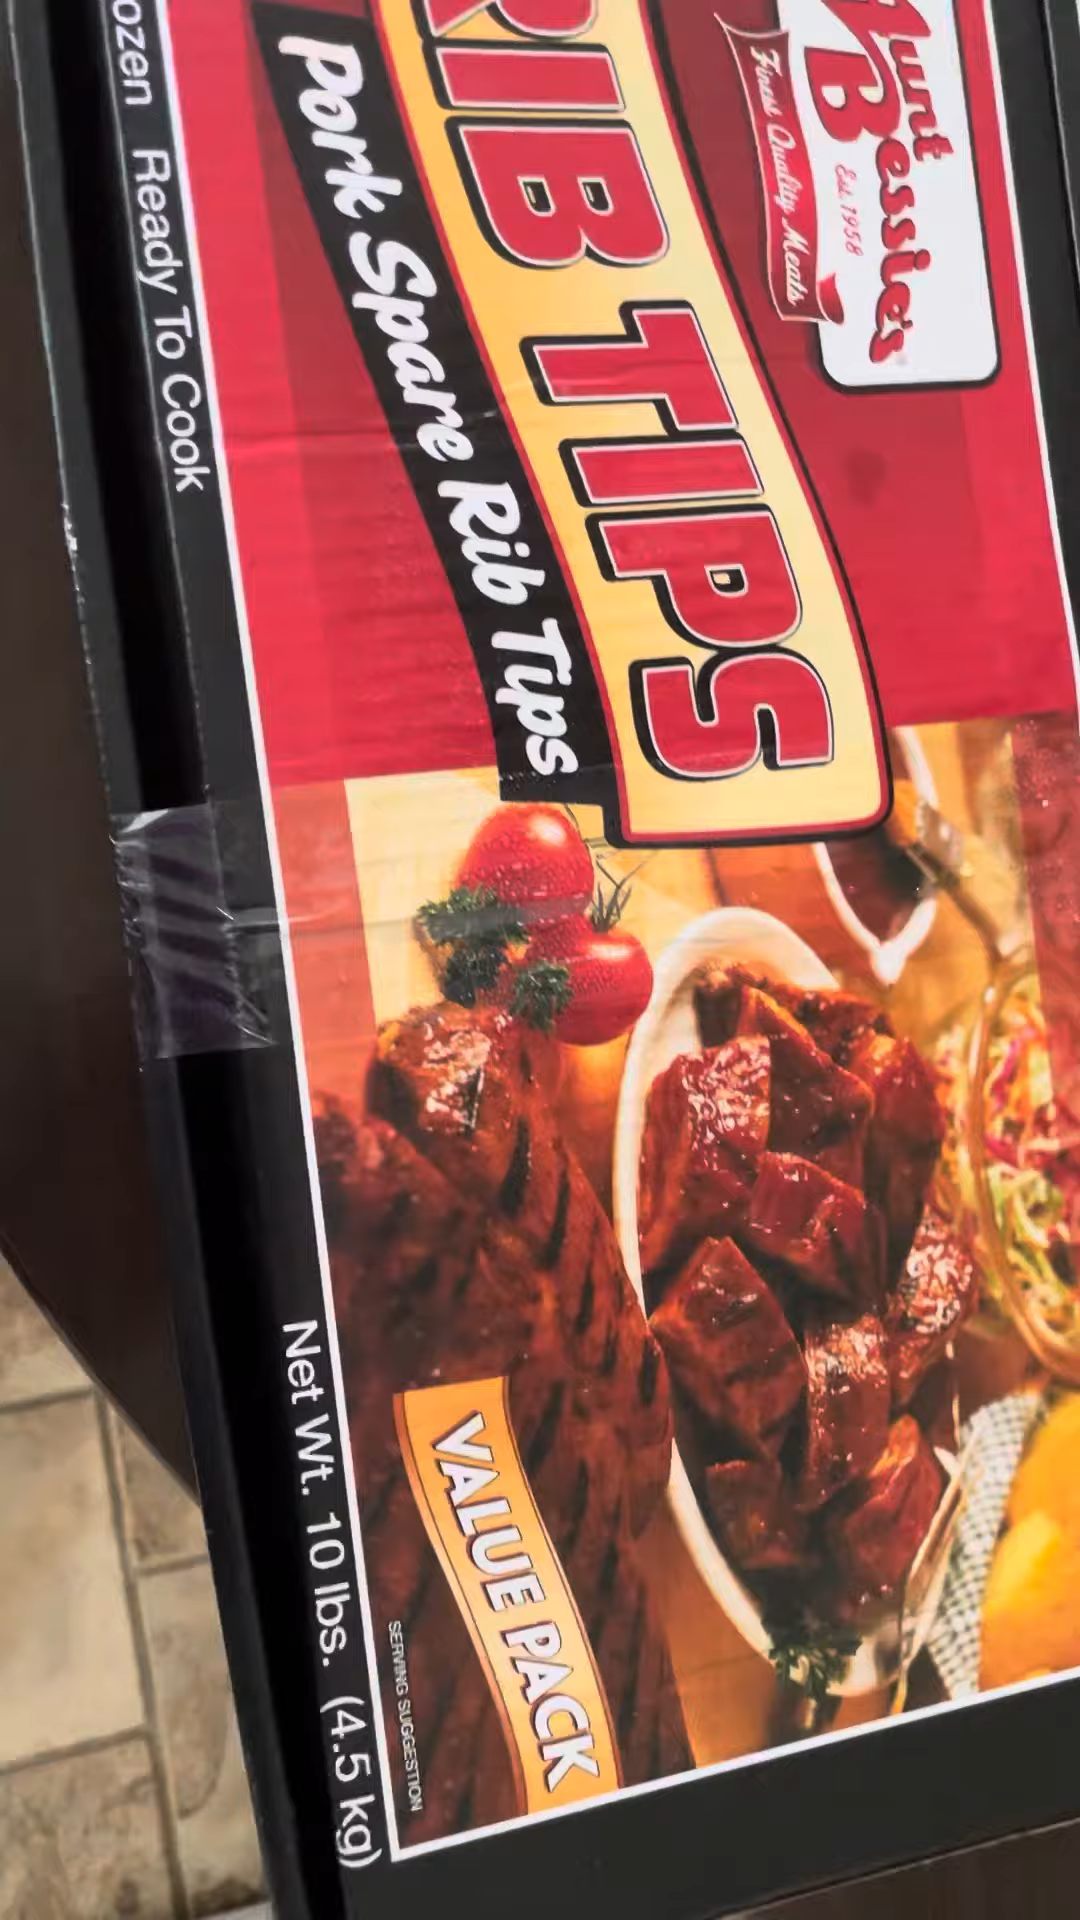 Aunt
Bessie's
Est. 1958
Finest Quality Meats
RIB TIPS
Pork Spare Rib Tips
ozen Ready To Cook
VALUE PACK
SERVING SUGGESTION
Net Wt. 10 lbs. (4.5 kg)